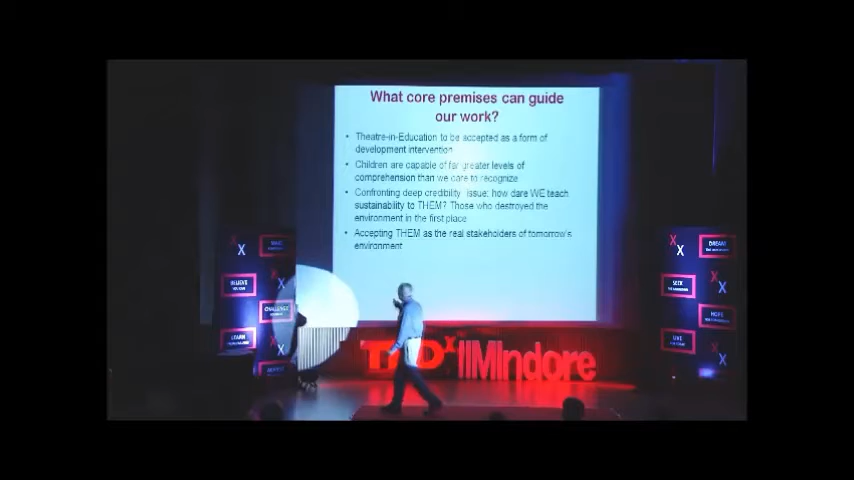 What core premises can guide
our work?
• Theatre-in-Education to be accepted as a form of
development intervention
• Children are capable of far greater levels of
comprehension than we care to recognize
• Confronting deep credibility issue: how dare WE teach
sustainability to THEM? Those who destroyed the
environment in the first place
• Accepting THEM as the real stakeholders of tomorrow's
environment
X
X
BELIEVE
CHALLENGE
LEARN
TEDx IIMIndore
X
X
DREAM
SEEK
HOPE
LIVE